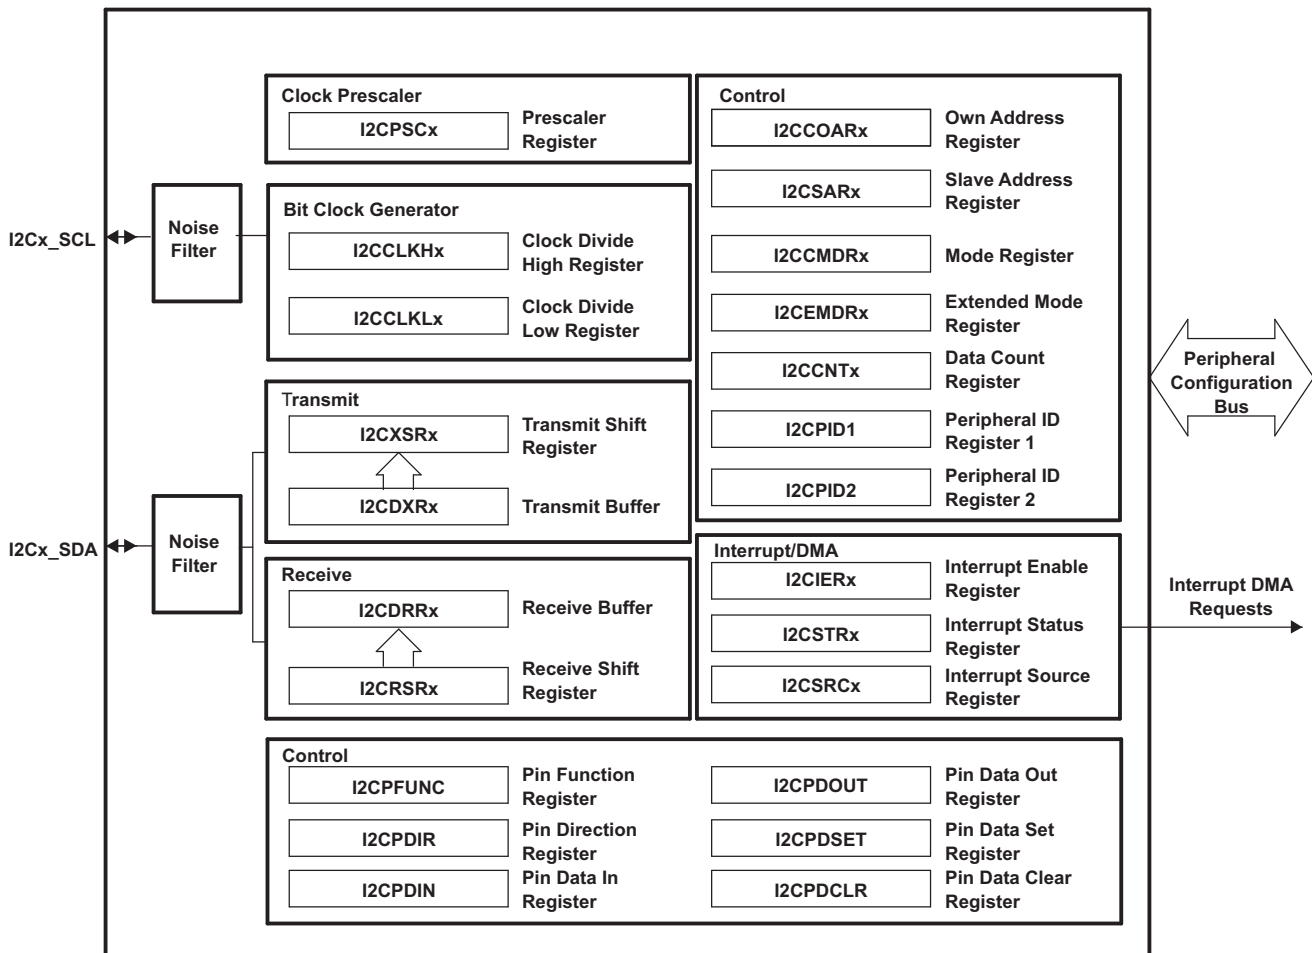 Clock Prescaler
I2CPSCx
Prescaler
Register
I2Cx_SCL
Noise
Filter
Bit Clock Generator
I2CCLKHx
Clock Divide
High Register
I2CCLKLx
Clock Divide
Low Register
Transmit
I2CXSRx
Transmit Shift
Register
I2CDXRx
Transmit Buffer
I2Cx_SDA
Noise
Filter
Receive
I2CDRRx
Receive Buffer
I2CRSRx
Receive Shift
Register
Control
I2CCOARx
Own Address
Register
I2CSARx
Slave Address
Register
I2CCMDRx
Mode Register
I2CEMDRx
Extended Mode
Register
I2CCNTx
Data Count
Register
I2CPID1
Peripheral ID
Register 1
I2CPID2
Peripheral ID
Register 2
Peripheral
Configuration
Bus
Interrupt/DMA
I2CIERx
Interrupt Enable
Register
I2CSTRx
Interrupt Status
Register
I2CSRCx
Interrupt Source
Register
Interrupt DMA
Requests
Control
I2CPFUNC
Pin Function
Register
I2CPDIR
Pin Direction
Register
I2CPDIN
Pin Data In
Register
I2CPDOUT
Pin Data Out
Register
I2CPDSET
Pin Data Set
Register
I2CPDCLR
Pin Data Clear
Register